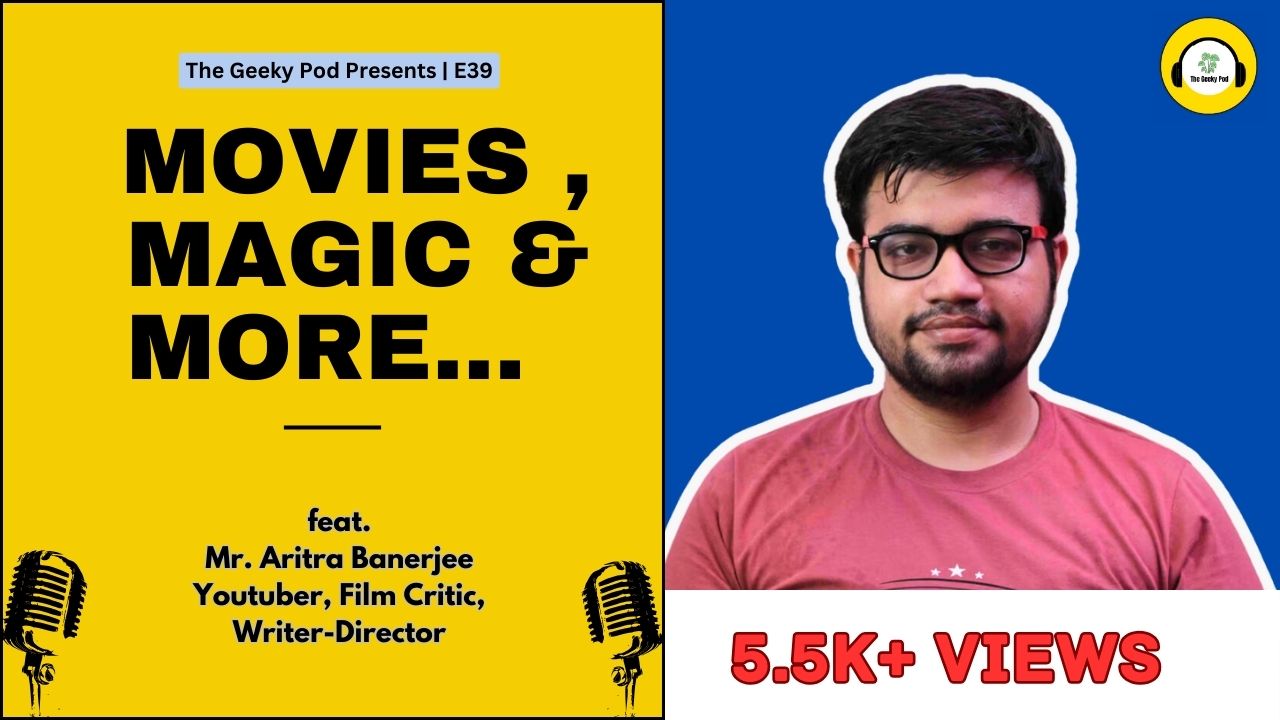 The Geeky Pod Presents | E39
MOVIES ,
MAGIC &
MORE...
feat.
Mr. Aritra Banerjee
Youtuber, Film Critic,
Writer-Director
The Geeky Pod
5.5K+ VIEWS